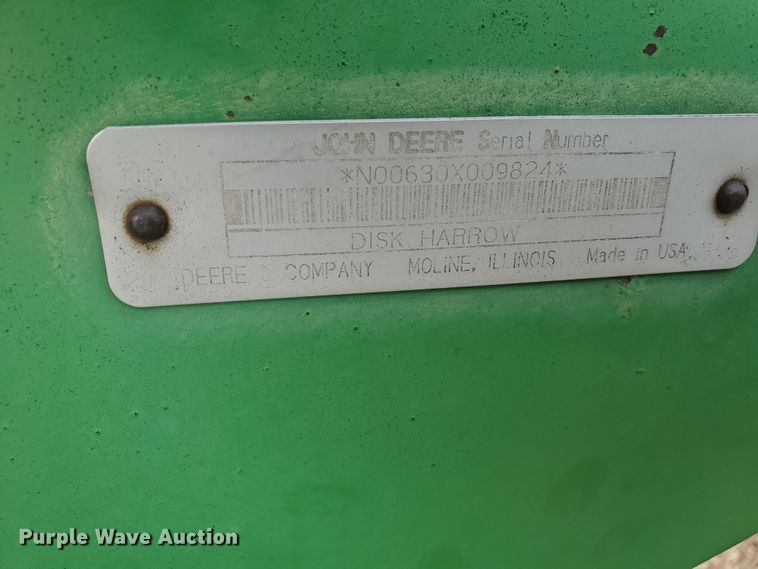 JOHN DEERE Serial Number
*N00630X009824*
DISK HARROW
DEERE & COMPANY MOLINE, ILLINOIS Made in USA
Purple Wave Auction